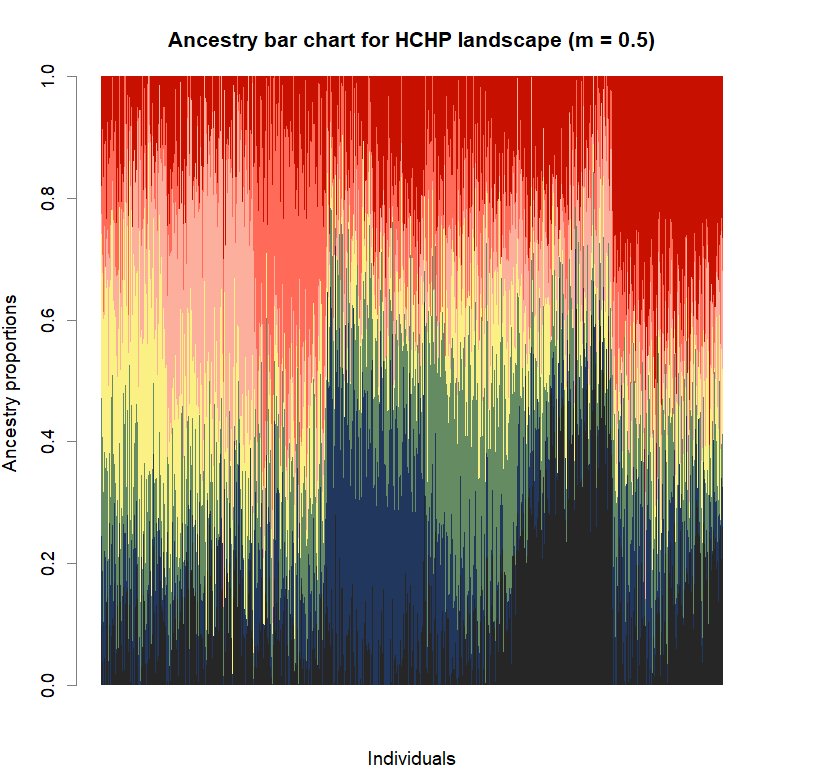 Ancestry bar chart for HCHP landscape (m = 0.5)
1.0
0.8
0.6
0.4
0.2
0.0
Ancestry proportions
Individuals